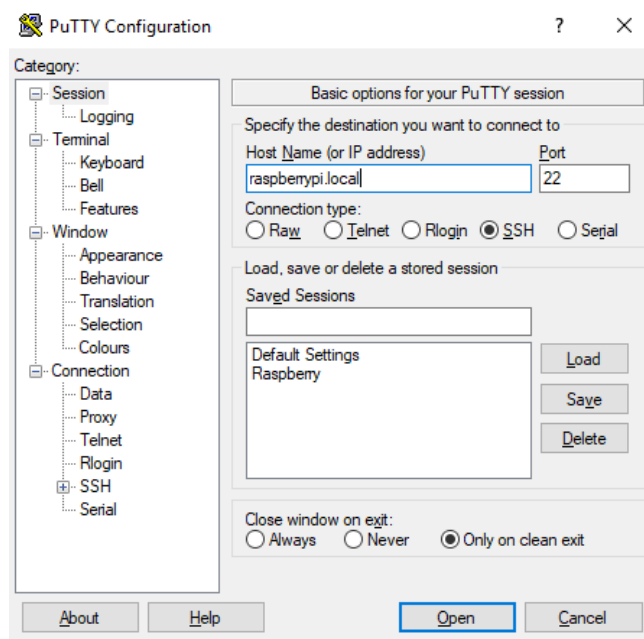 PuTTY Configuration
Category:
Session
Logging
Terminal
Keyboard
Bell
Features
Window
Appearance
Behaviour
Translation
Selection
Colours
Connection
Data
Proxy
Telnet
Rlogin
SSH
Serial
Basic options for your PuTTY session
Specify the destination you want to connect to
Host Name (or IP address) Port
raspberrypi.local 22
Connection type:
Raw Telnet Rlogin SSH Serial
Load, save or delete a stored session
Saved Sessions
Default Settings
Raspberry
Load
Save
Delete
Close window on exit:
Always Never Only on clean exit
About Help Open Cancel